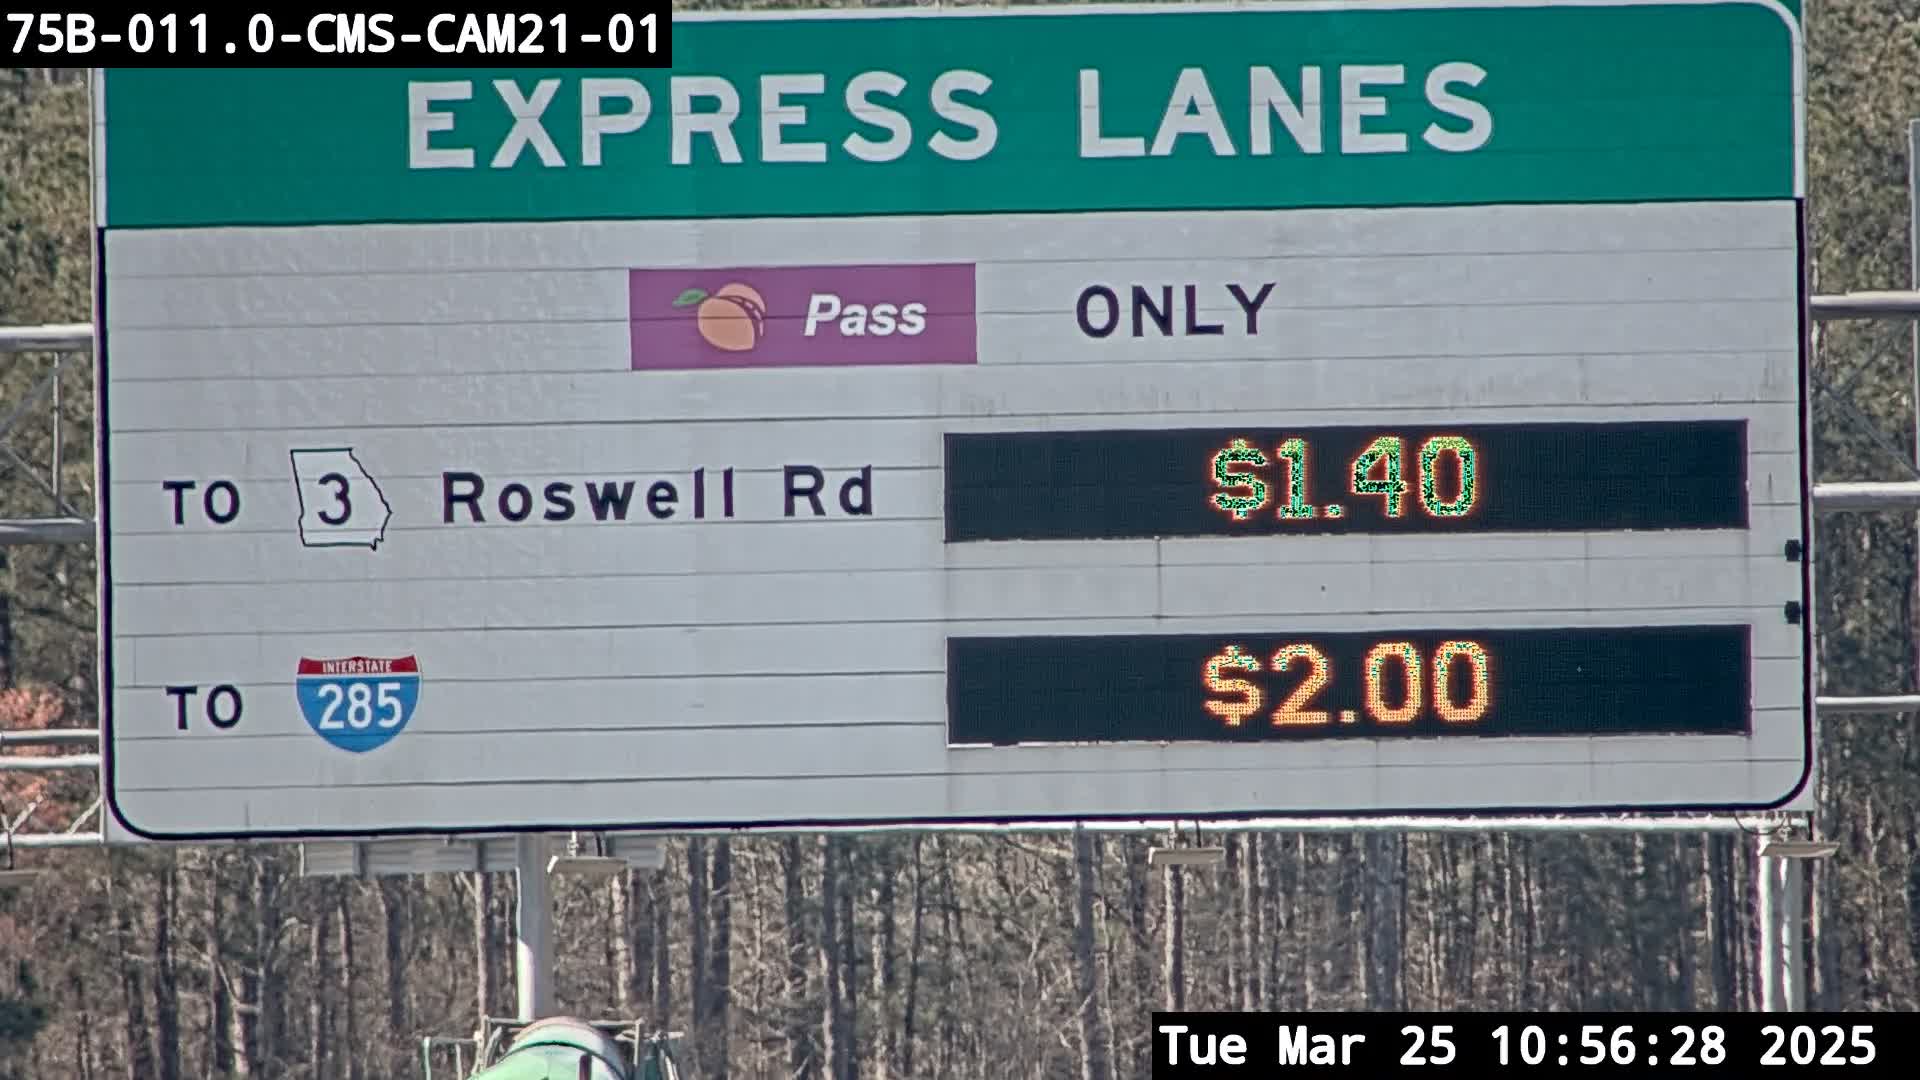 75B-011.0-CMS-CAM21-01
EXPRESS LANES
Pass ONLY
TO 3 Roswell Rd $1.40
TO INTERSTATE 285 $2.00
Tue Mar 25 10:56:28 2025